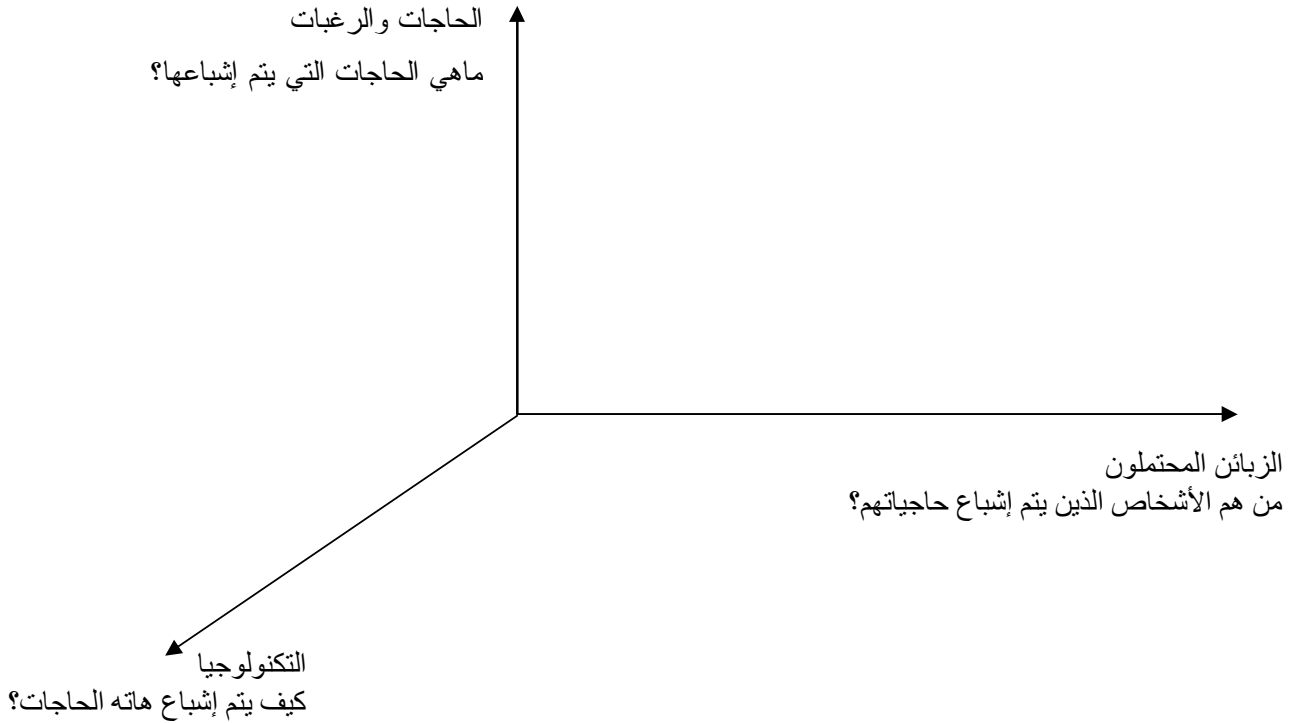 الحاجات والرغبات
ماهي الحاجات التي يتم إشباعها؟
الزبائن المحتملون
من هم الأشخاص الذين يتم إشباع حاجياتهم؟
التكنولوجيا
كيف يتم إشباع هاته الحاجات؟